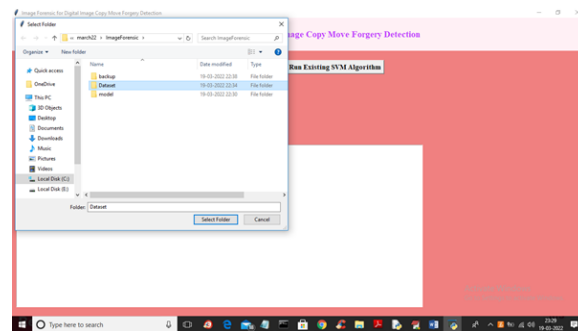 Image Forensic for Digital Image Copy Move Forgery Detection
Select Folder
« march22 › ImageForensic ›
Search ImageForensic
Organize
New folder
Name
Date modified
Type
Quick access
OneDrive
This PC
3D Objects
Desktop
Documents
Downloads
Music
Pictures
Videos
Local Disk (C:)
Local Disk (E:)
backup 19-03-2022 22:38 File folder
Dataset 19-03-2022 22:34 File folder
model 19-03-2022 22:30 File folder
Folder: Dataset
Select Folder
Cancel
age Copy Move Forgery Detection
Run Existing SVM Algorithm
Type here to search
23:29
19-03-2022